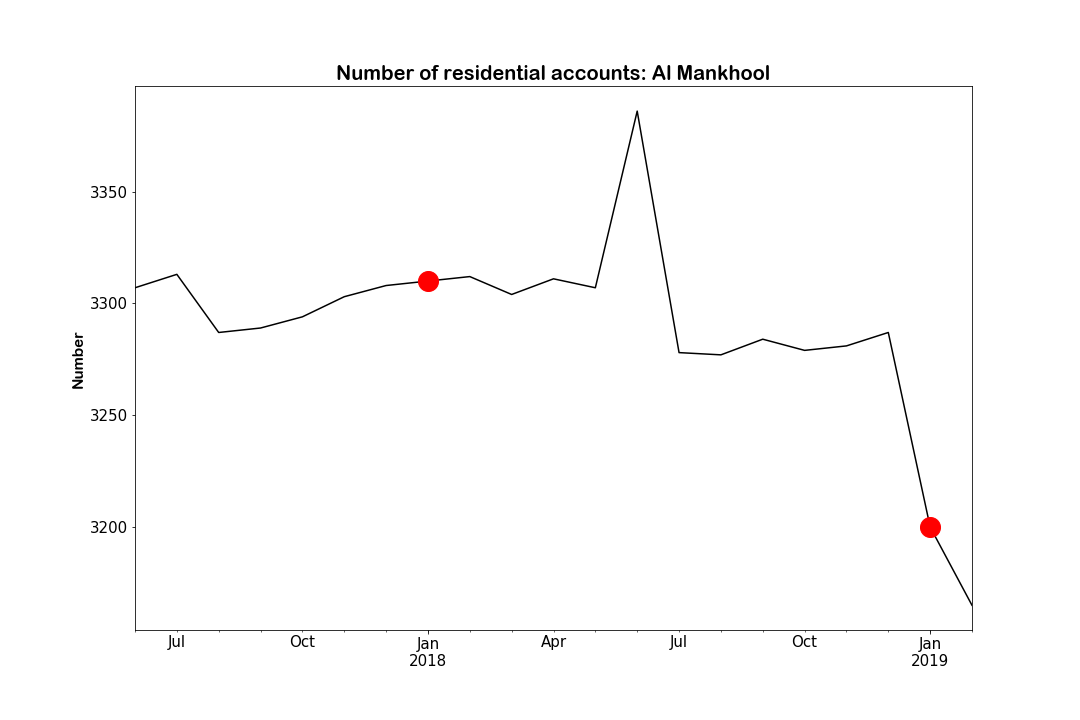 Number of residential accounts: Al Mankhool
Number
3350
3300
3250
3200
Jul
Oct
Jan
2018
Apr
Jul
Oct
Jan
2019